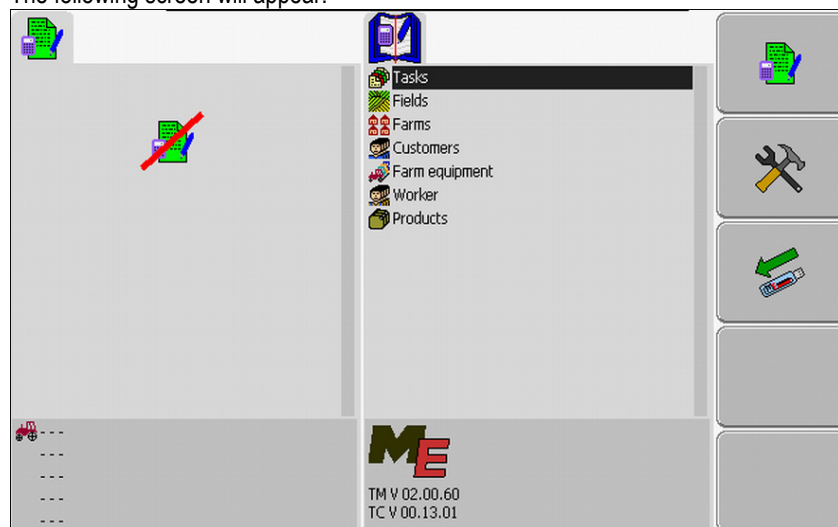 The following screen will appear:
Tasks
Fields
Farms
Customers
Farm equipment
Worker
Products
- - -
- - -
- - -
- - -
- - -
ME
TM V 02.00.60
TC V 00.13.01